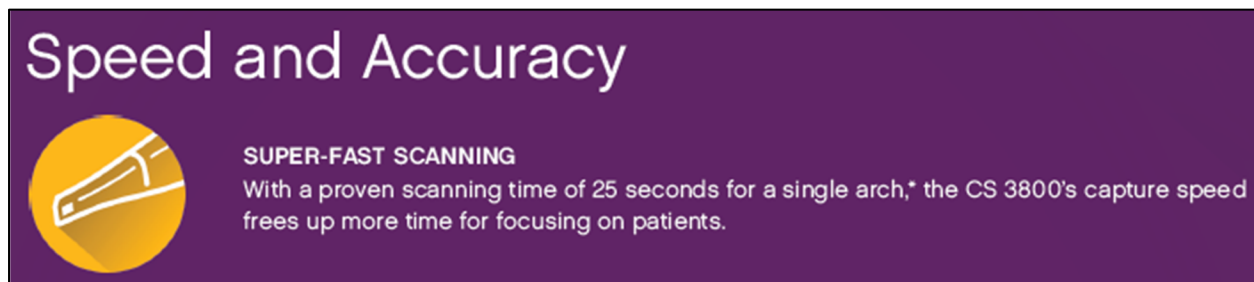 Speed and Accuracy
SUPER-FAST SCANNING
With a proven scanning time of 25 seconds for a single arch,* the CS 3800's capture speed
frees up more time for focusing on patients.